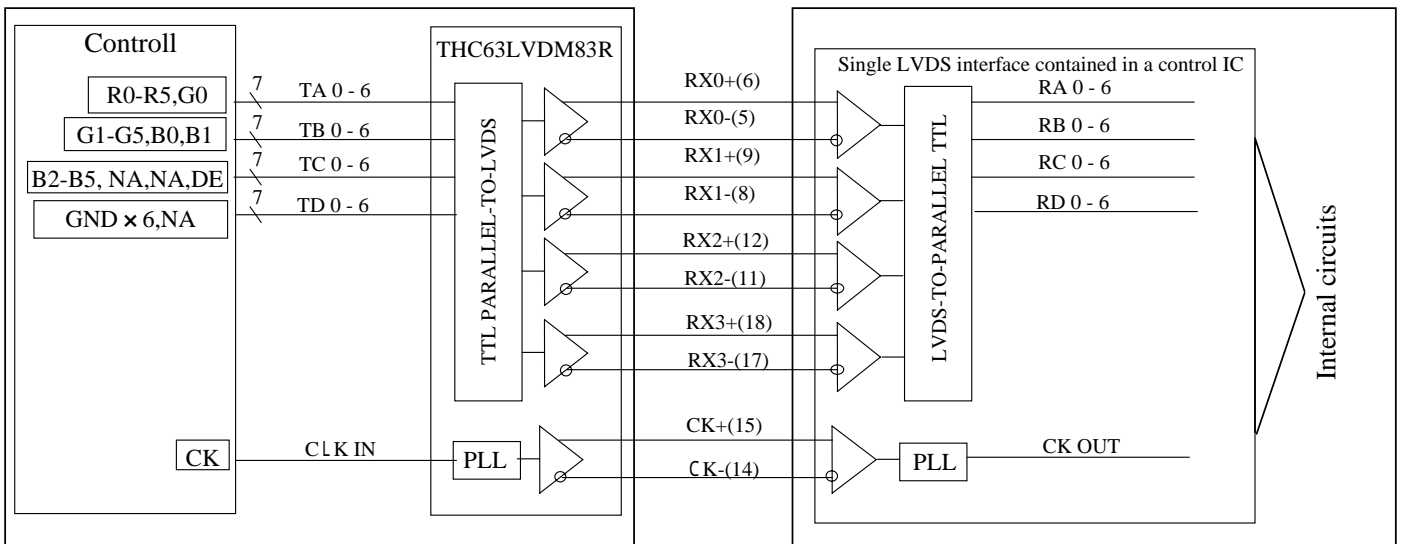 Controll
R0-R5,G0
G1-G5,B0,B1
B2-B5, NA,NA,DE
GND × 6,NA
CK
7
TA 0 - 6
7
TB 0 - 6
7
TC 0 - 6
7
TD 0 - 6
CLK IN
THC63LVDM83R
TTL PARALLEL-TO-LVDS
PLL
RX0+(6)
RX0-(5)
RX1+(9)
RX1-(8)
RX2+(12)
RX2-(11)
RX3+(18)
RX3-(17)
CK+(15)
CK-(14)
Single LVDS interface contained in a control IC
LVDS-TO-PARALLEL TTL
PLL
RA 0 - 6
RB 0 - 6
RC 0 - 6
RD 0 - 6
CK OUT
Internal circuits